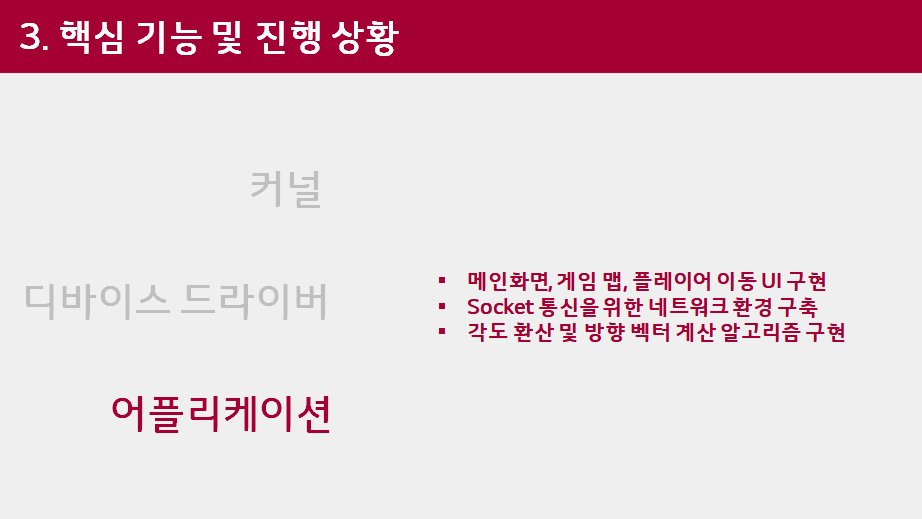 3. 핵심 기능 및 진행 상황
커널
디바이스 드라이버
어플리케이션
▪ 메인화면, 게임 맵, 플레이어 이동 UI 구현
▪ Socket 통신을 위한 네트워크 환경 구축
▪ 각도 환산 및 방향 벡터 계산 알고리즘 구현